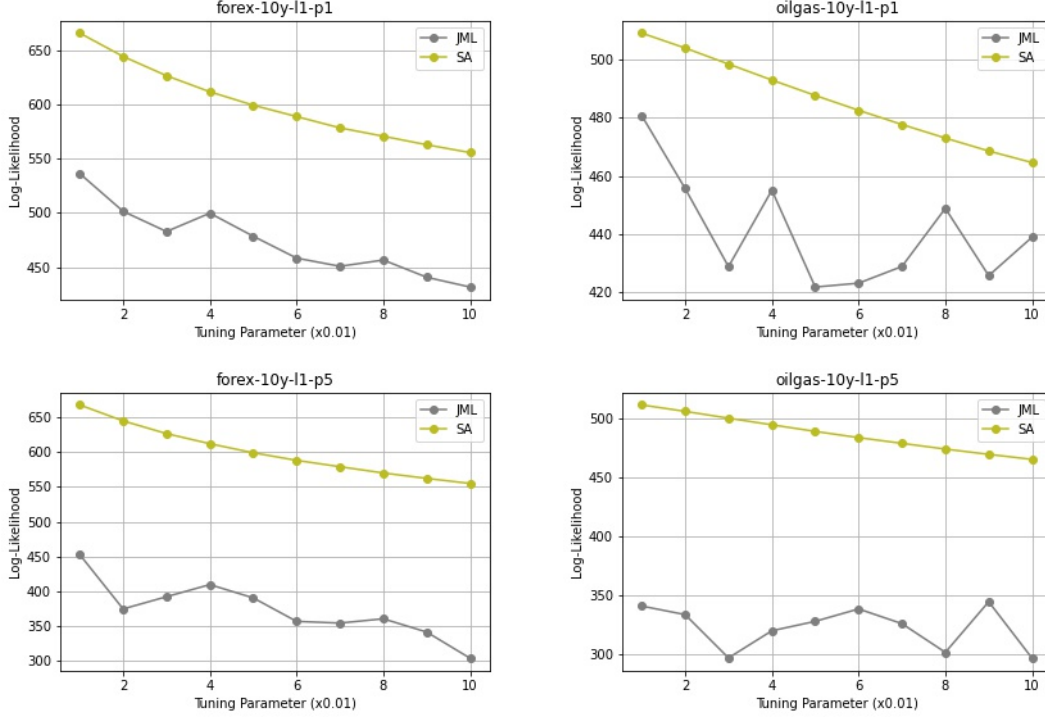 forex-10y-l1-p1
JML
SA
650
600
550
500
450
Log-Likelihood
2 4 6 8 10
Tuning Parameter (x0.01)
oilgas-10y-l1-p1
JML
SA
500
480
460
440
420
Log-Likelihood
2 4 6 8 10
Tuning Parameter (x0.01)
forex-10y-l1-p5
JML
SA
650
600
550
500
450
400
350
300
Log-Likelihood
2 4 6 8 10
Tuning Parameter (x0.01)
oilgas-10y-l1-p5
JML
SA
500
450
400
350
300
Log-Likelihood
2 4 6 8 10
Tuning Parameter (x0.01)